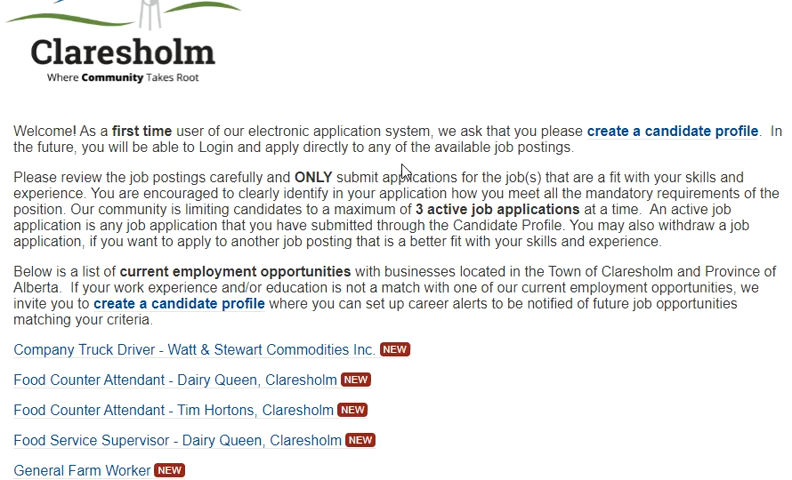 Claresholm
Where Community Takes Root
Welcome! As a first time user of our electronic application system, we ask that you please create a candidate profile. In
the future, you will be able to Login and apply directly to any of the available job postings.
Please review the job postings carefully and ONLY submit applications for the job(s) that are a fit with your skills and
experience. You are encouraged to clearly identify in your application how you meet all the mandatory requirements of the
position. Our community is limiting candidates to a maximum of 3 active job applications at a time. An active job
application is any job application that you have submitted through the Candidate Profile. You may also withdraw a job
application, if you want to apply to another job posting that is a better fit with your skills and experience.
Below is a list of current employment opportunities with businesses located in the Town of Claresholm and Province of
Alberta. If your work experience and/or education is not a match with one of our current employment opportunities, we
invite you to create a candidate profile where you can set up career alerts to be notified of future job opportunities
matching your criteria.
Company Truck Driver - Watt & Stewart Commodities Inc. NEW
Food Counter Attendant - Dairy Queen, Claresholm NEW
Food Counter Attendant - Tim Hortons, Claresholm NEW
Food Service Supervisor - Dairy Queen, Claresholm NEW
General Farm Worker NEW